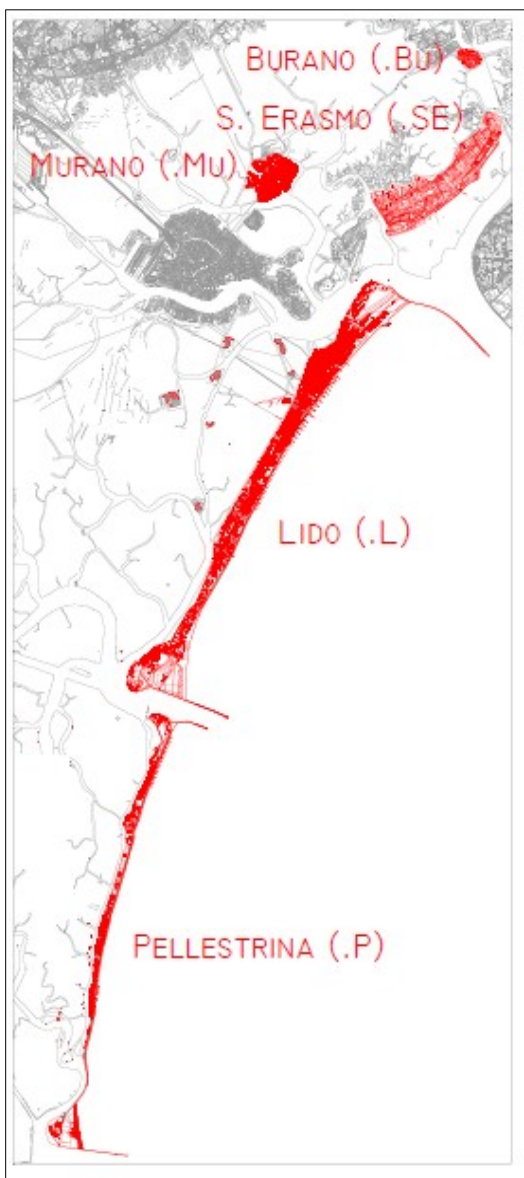 BURANO (.BU)
S. ERASMO (.SE)
MURANO (.MU)
LIDO (.L)
PELLESTRINA (.P)